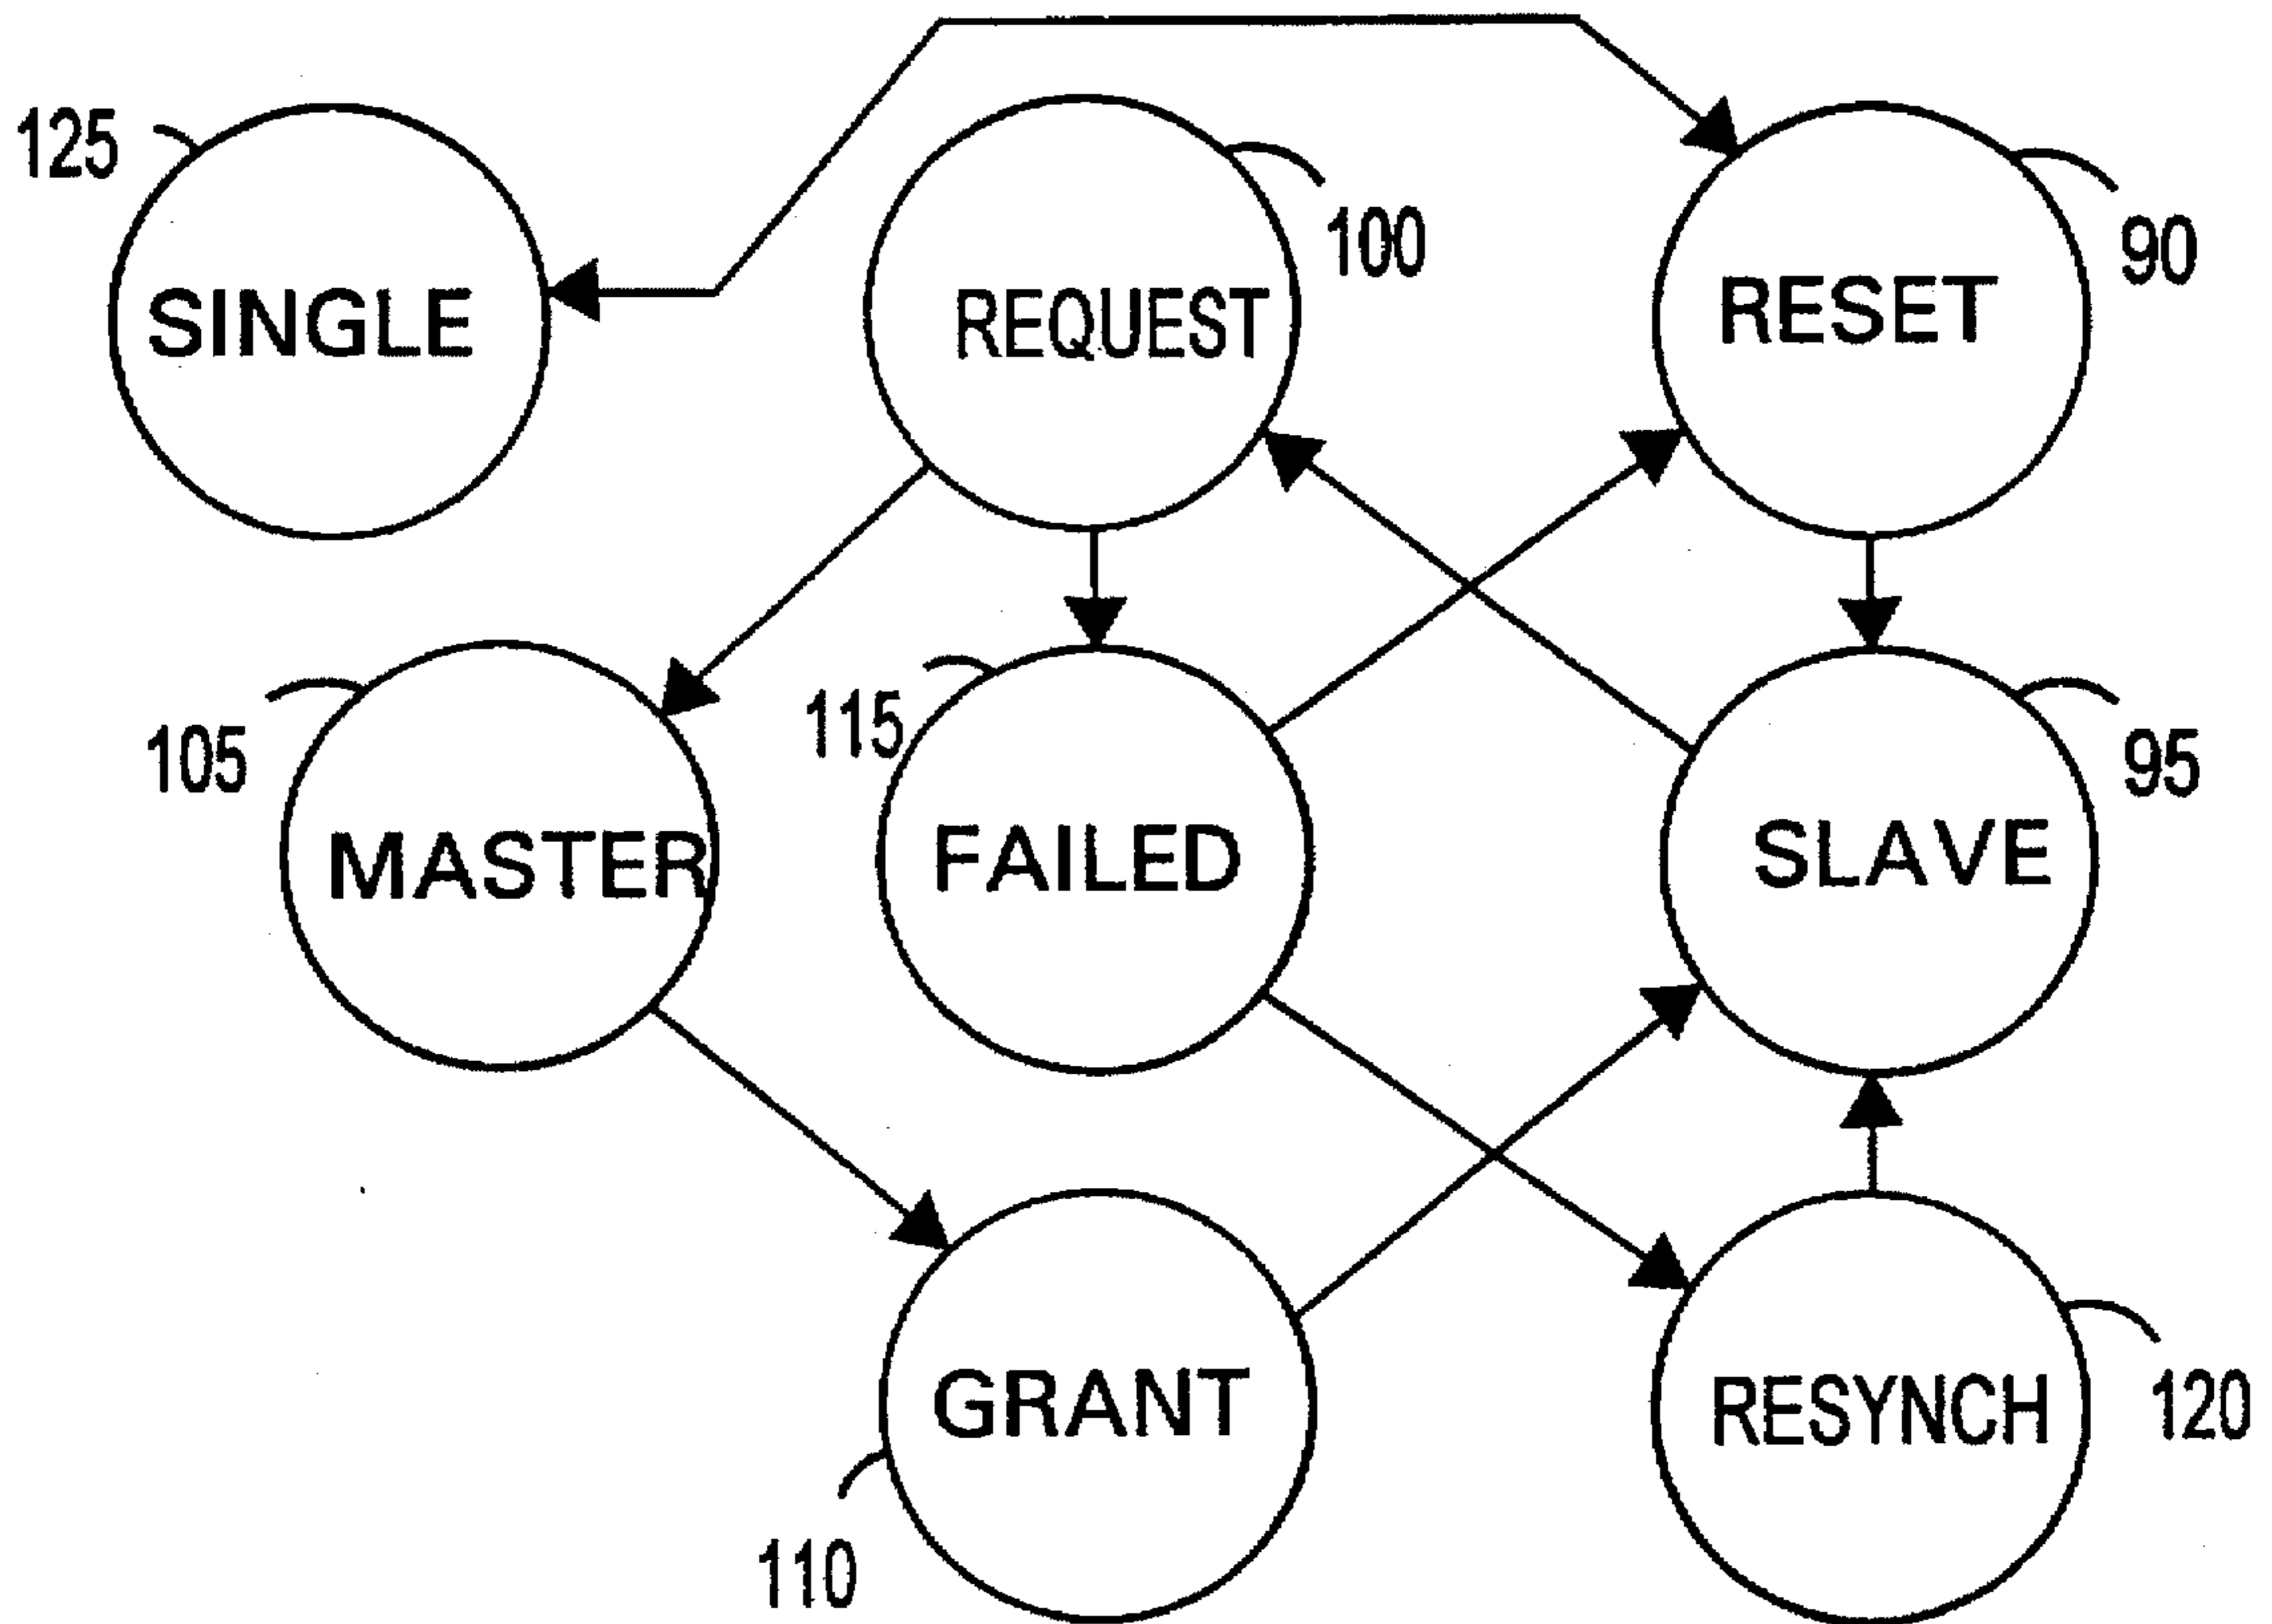 125
100
90
SINGLE
REQUEST
RESET
105
115
95
MASTER
FAILED
SLAVE
GRANT
RESYNCH
120
110